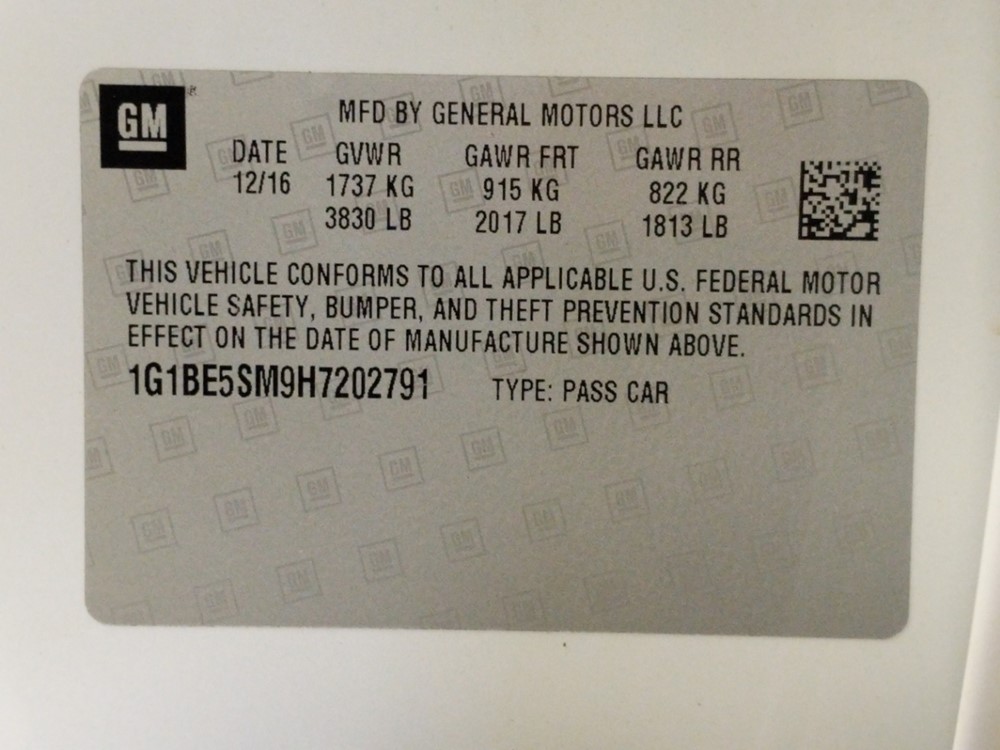 GM
MFD BY GENERAL MOTORS LLC
DATE GVWR GAWR FRT GAWR RR
12/16 1737 KG 915 KG 822 KG
3830 LB 2017 LB 1813 LB
THIS VEHICLE CONFORMS TO ALL APPLICABLE U.S. FEDERAL MOTOR
VEHICLE SAFETY, BUMPER, AND THEFT PREVENTION STANDARDS IN
EFFECT ON THE DATE OF MANUFACTURE SHOWN ABOVE.
1G1BE5SM9H7202791 TYPE: PASS CAR